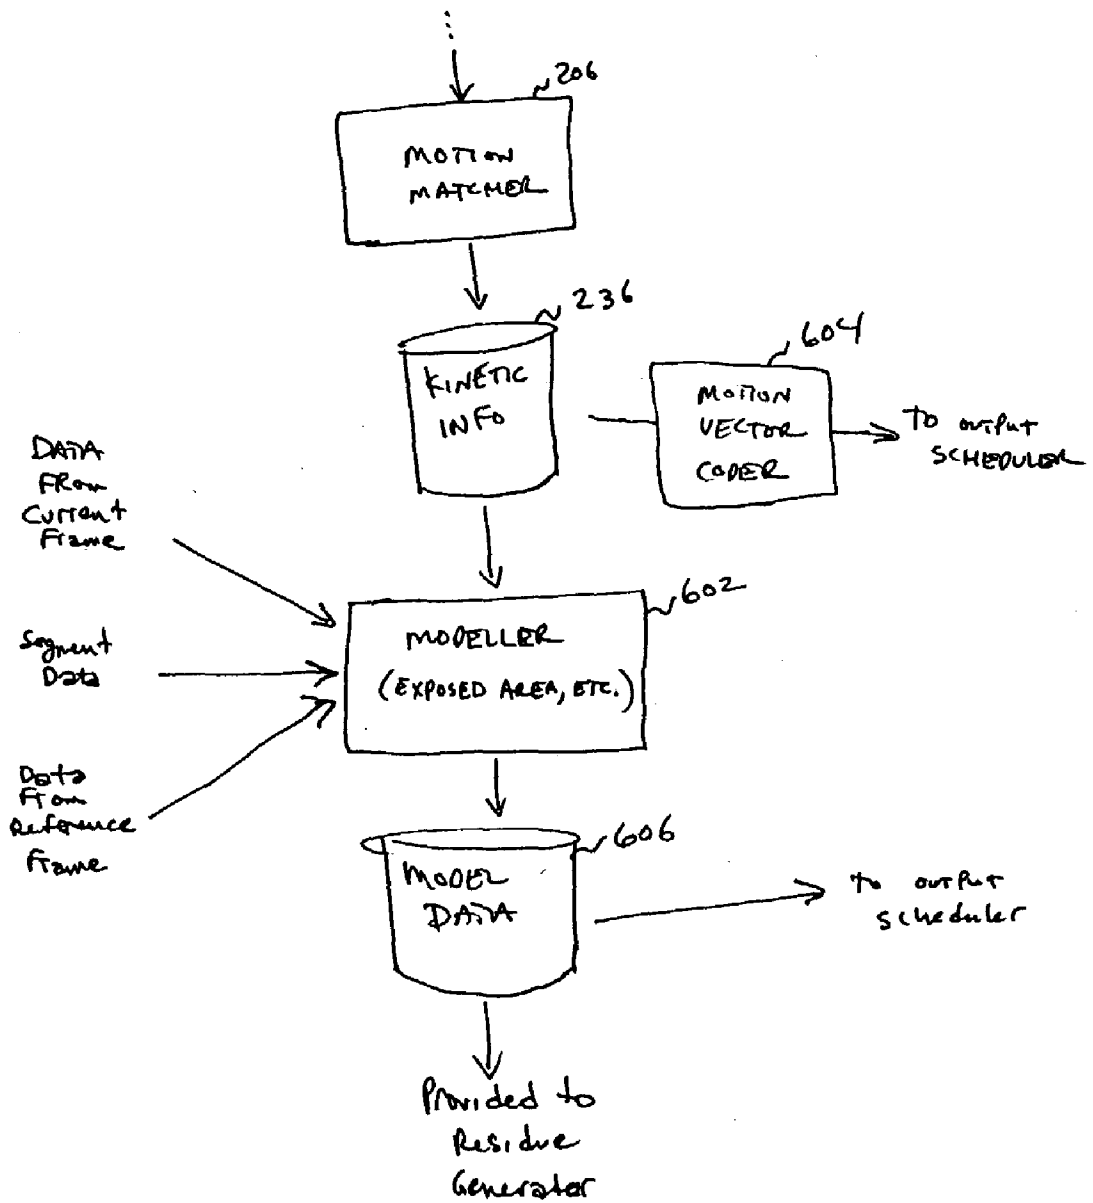 206
MOTION
MATCHER
236
KINETIC
INFO
604
MOTION
VECTOR
CODER
TO OUTPUT
SCHEDULER
DATA
FROM
Current
Frame
602
MODELLER
(EXPOSED AREA, ETC.)
Segment
Data
Data
From
Reference
Frame
606
MODEL
DATA
to output
scheduler
Provided to
Residue
Generator